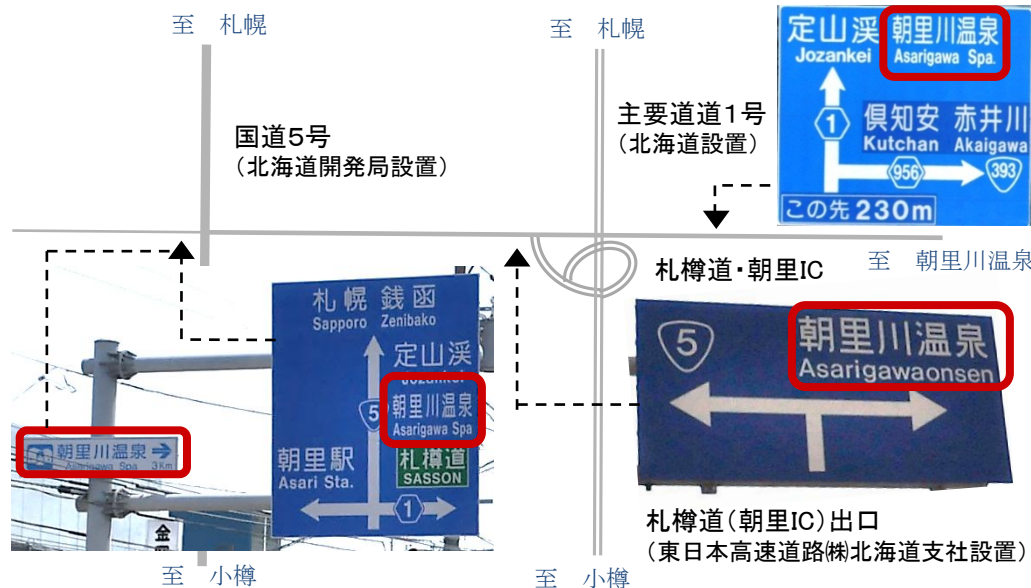 至 札幌
至 札幌
定山渓 朝里川温泉
Jozankei Asarigawa Spa.
1
倶知安 赤井川
Kutchan Akaigawa
956
393
この先230m
国道5号
(北海道開発局設置)
主要道道1号
(北海道設置)
札樽道・朝里IC
至 朝里川温泉
札幌 銭函
Sapporo Zenibako
定山渓
Jozankei
5
朝里川温泉
Asarigawa Spa
朝里駅
Asari Sta.
札樽道
SASSON
1
朝里川温泉
Asarigawa Spa 3Km
5
朝里川温泉
Asarigawaonsen
札樽道(朝里IC)出口
(東日本高速道路㈱北海道支社設置)
至 小樽
至 小樽